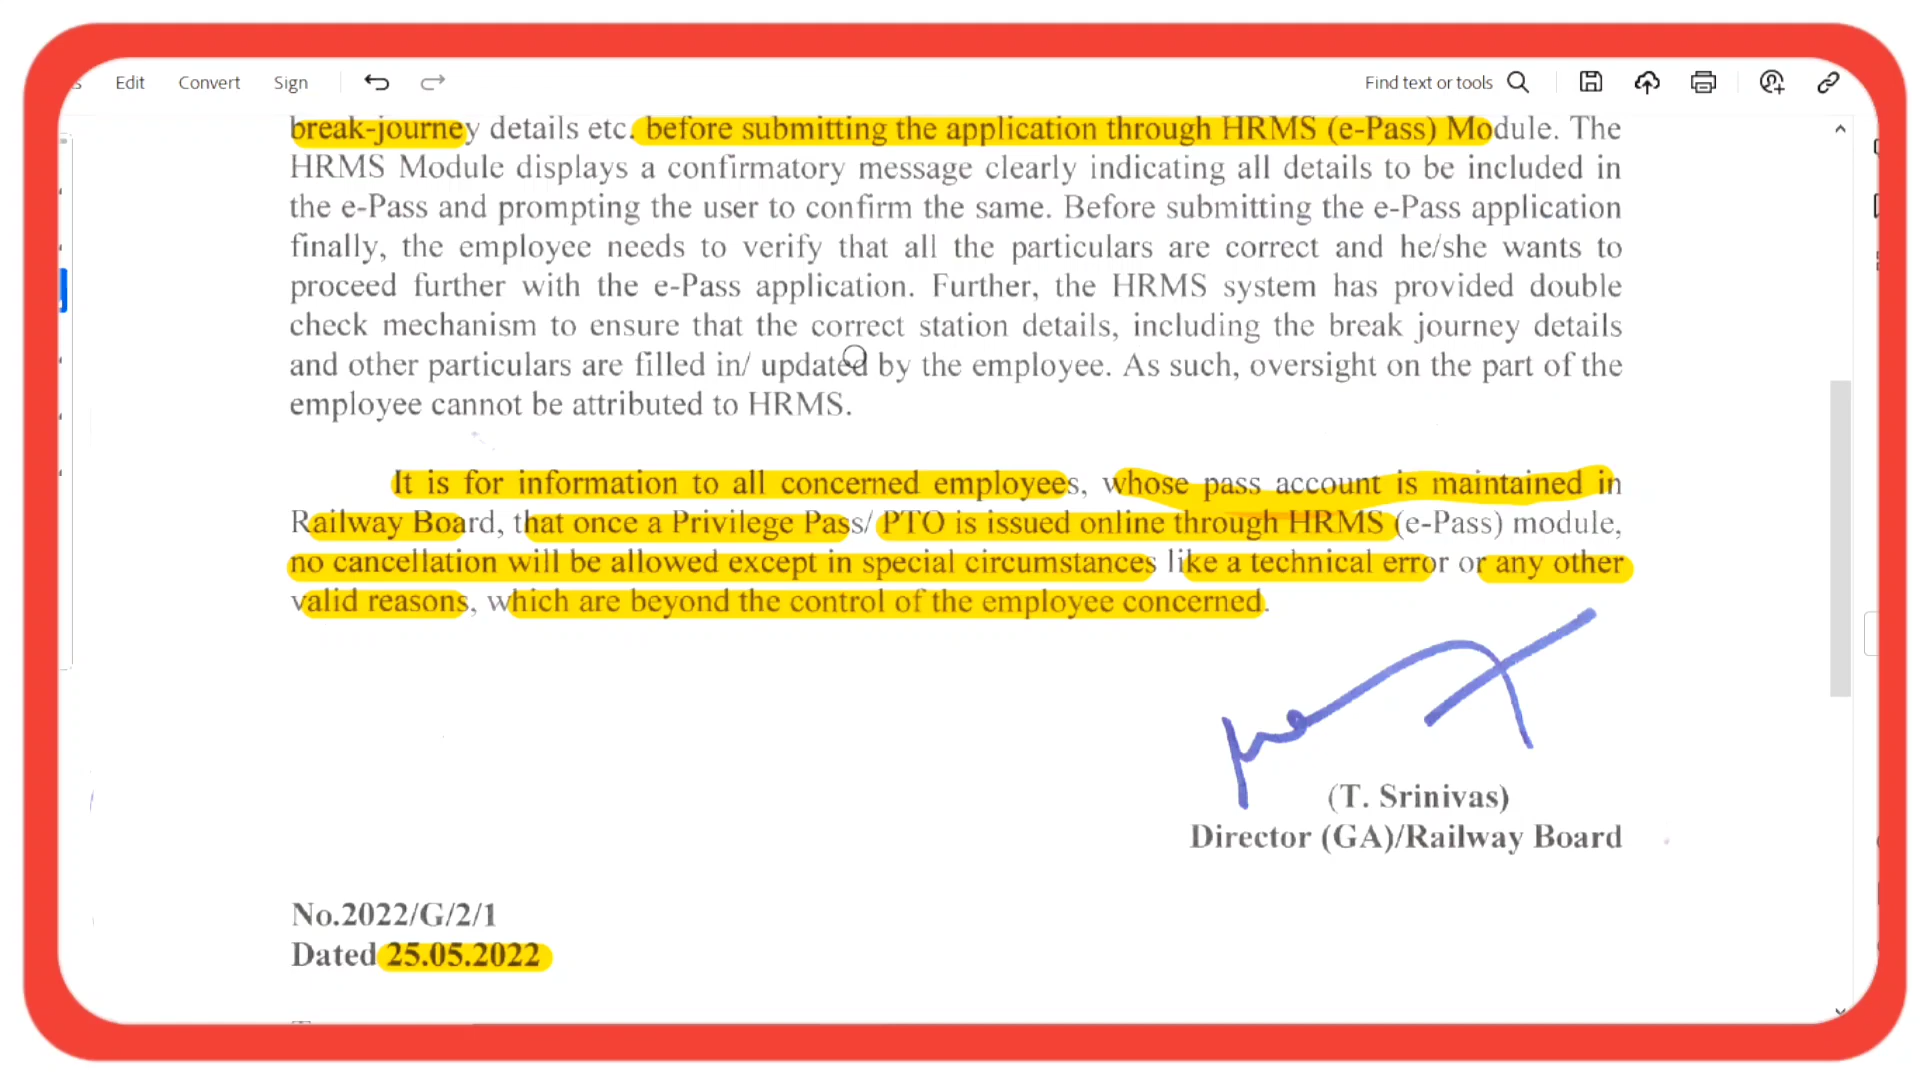 Edit Convert Sign Find text or tools
break-journey details etc. before submitting the application through HRMS (e-Pass) Module. The
HRMS Module displays a confirmatory message clearly indicating all details to be included in
the e-Pass and prompting the user to confirm the same. Before submitting the e-Pass application
finally, the employee needs to verify that all the particulars are correct and he/she wants to
proceed further with the e-Pass application. Further, the HRMS system has provided double
check mechanism to ensure that the correct station details, including the break journey details
and other particulars are filled in/ updated by the employee. As such, oversight on the part of the
employee cannot be attributed to HRMS.
It is for information to all concerned employees, whose pass account is maintained in
Railway Board, that once a Privilege Pass/ PTO is issued online through HRMS (e-Pass) module,
no cancellation will be allowed except in special circumstances like a technical error or any other
valid reasons, which are beyond the control of the employee concerned.
(T. Srinivas)
Director (GA)/Railway Board
No.2022/G/2/1
Dated 25.05.2022